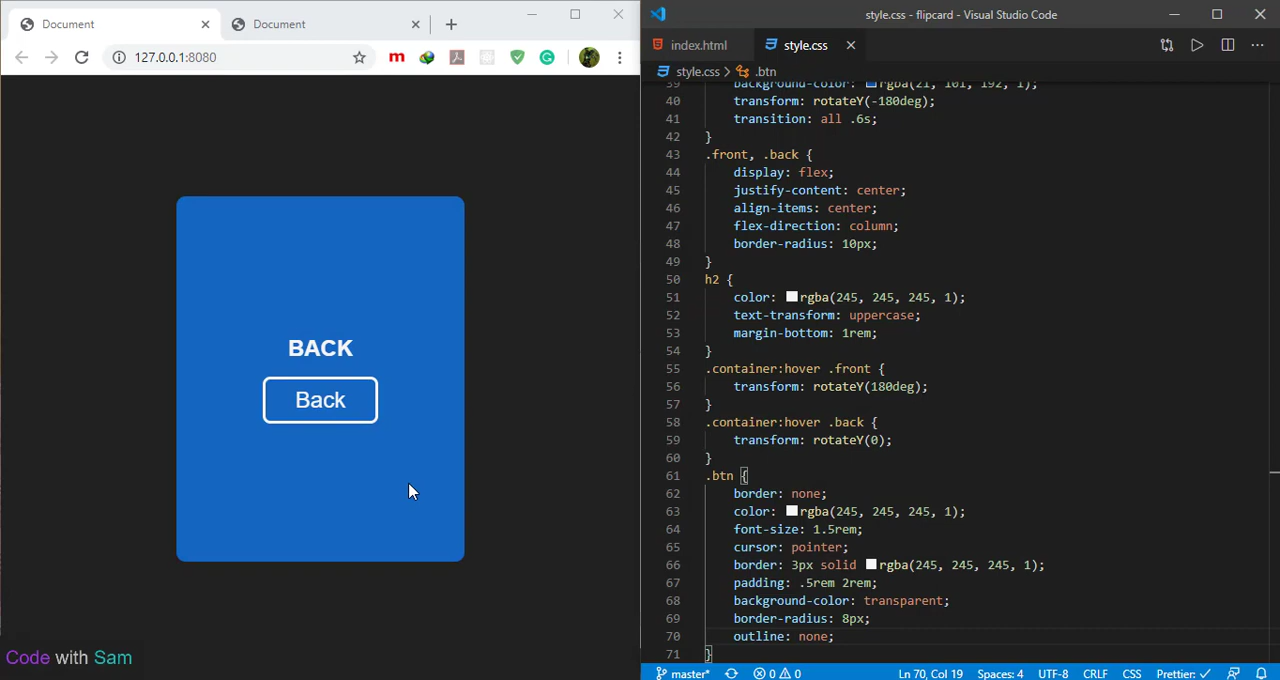 Document
Document
127.0.0.1:8080
BACK
Back
Code with Sam
style.css - flipcard - Visual Studio Code
index.html
style.css
style.css > .btn
39 background-color: rgba(21, 101, 192, 1);
40 transform: rotateY(-180deg);
41 transition: all .6s;
42 }
43 .front, .back {
44 display: flex;
45 justify-content: center;
46 align-items: center;
47 flex-direction: column;
48 border-radius: 10px;
49 }
50 h2 {
51 color: rgba(245, 245, 245, 1);
52 text-transform: uppercase;
53 margin-bottom: 1rem;
54 }
55 .container:hover .front {
56 transform: rotateY(180deg);
57 }
58 .container:hover .back {
59 transform: rotateY(0);
60 }
61 .btn {
62 border: none;
63 color: rgba(245, 245, 245, 1);
64 font-size: 1.5rem;
65 cursor: pointer;
66 border: 3px solid rgba(245, 245, 245, 1);
67 padding: .5rem 2rem;
68 background-color: transparent;
69 border-radius: 8px;
70 outline: none;
71 }
master* 0 0 Ln 70, Col 19 Spaces: 4 UTF-8 CRLF CSS Prettier: ✓